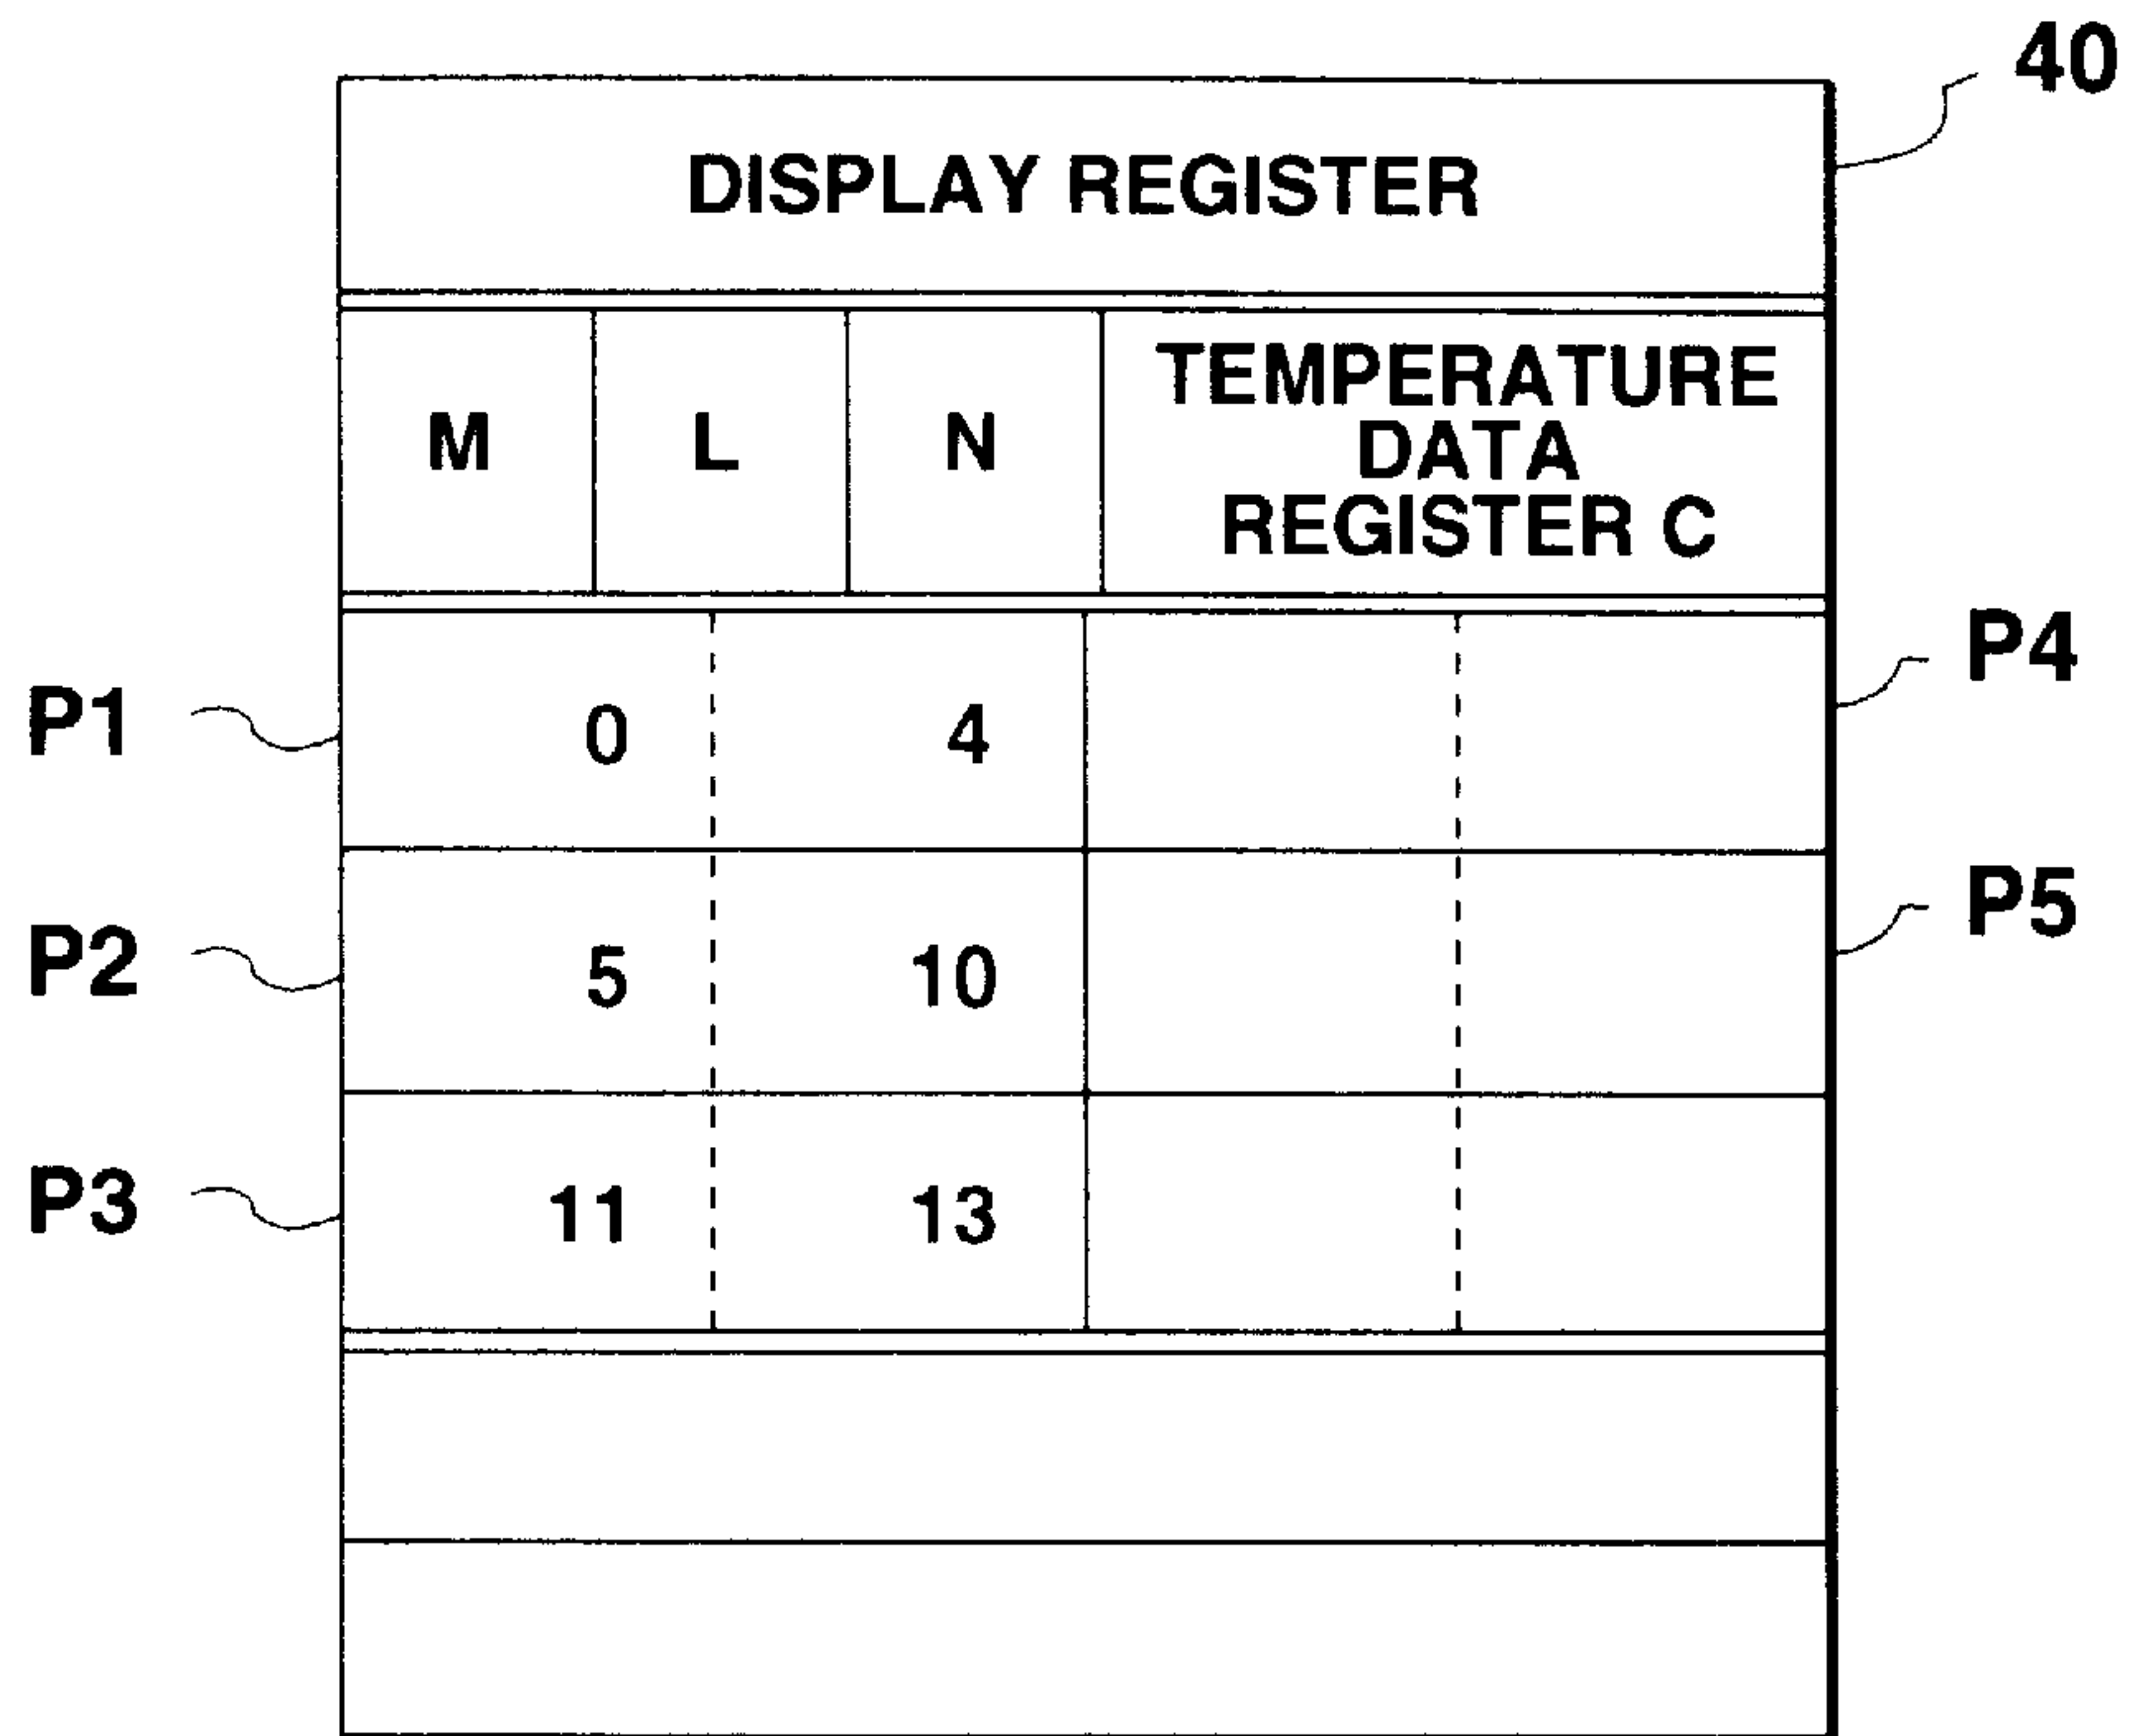 40
DISPLAY REGISTER
M L N TEMPERATURE
DATA
REGISTER C
P4
P1 0 4
P5
P2 5 10
P3 11 13